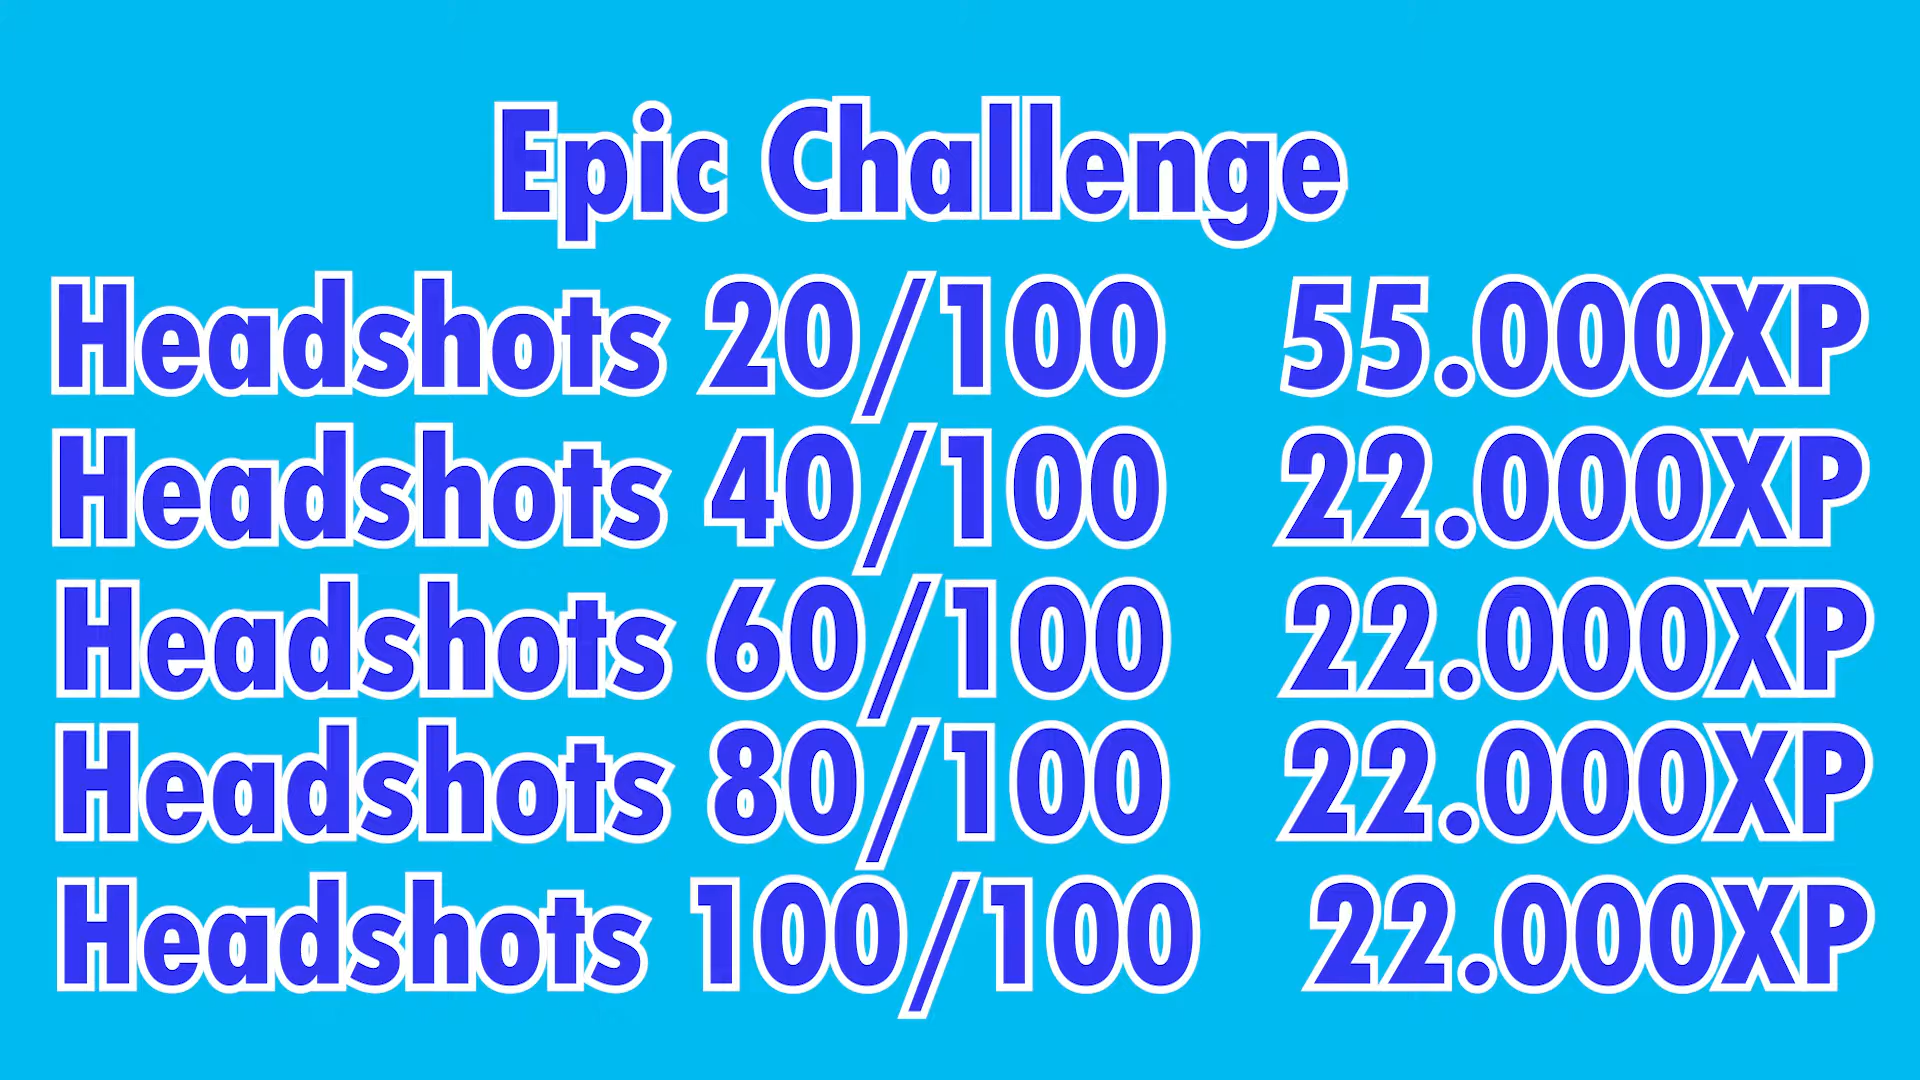 Epic Challenge
Headshots 20/100 55.000XP
Headshots 40/100 22.000XP
Headshots 60/100 22.000XP
Headshots 80/100 22.000XP
Headshots 100/100 22.000XP